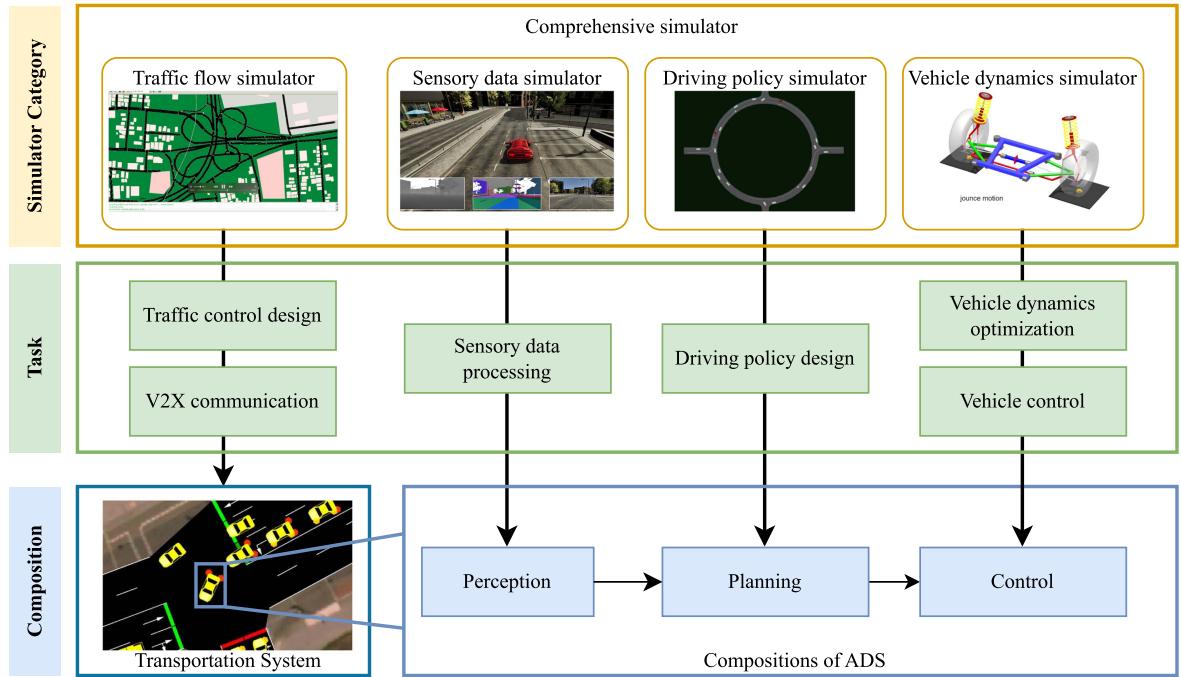 Simulator Category
Comprehensive simulator
Traffic flow simulator
Sensory data simulator
Driving policy simulator
Vehicle dynamics simulator
jounce motion
Task
Traffic control design
V2X communication
Sensory data
processing
Driving policy design
Vehicle dynamics
optimization
Vehicle control
Composition
Transportation System
Perception
Planning
Control
Compositions of ADS